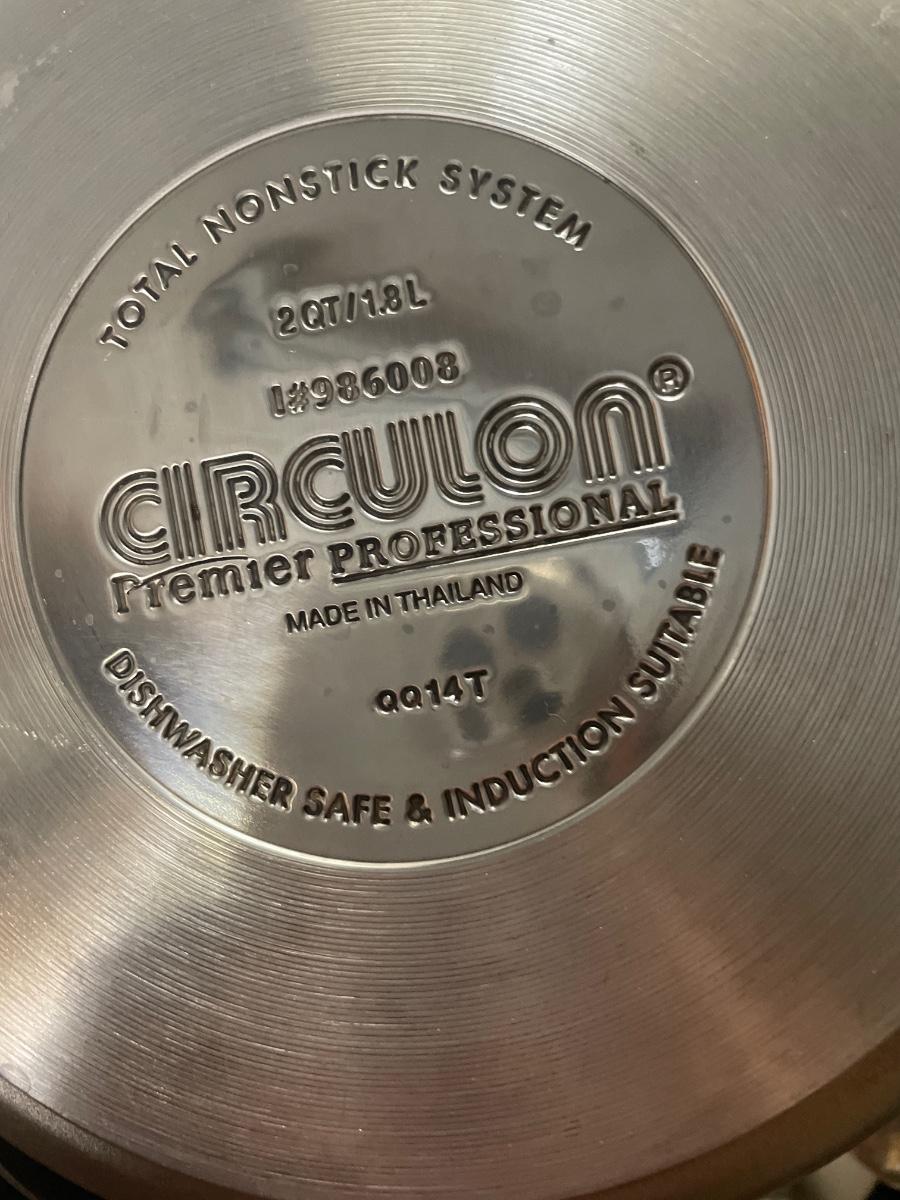 TOTAL NONSTICK SYSTEM
2QT/1.8L
I#986008
CIRCULON®
Premier PROFESSIONAL
MADE IN THAILAND
QQ14T
DISHWASHER SAFE & INDUCTION SUITABLE